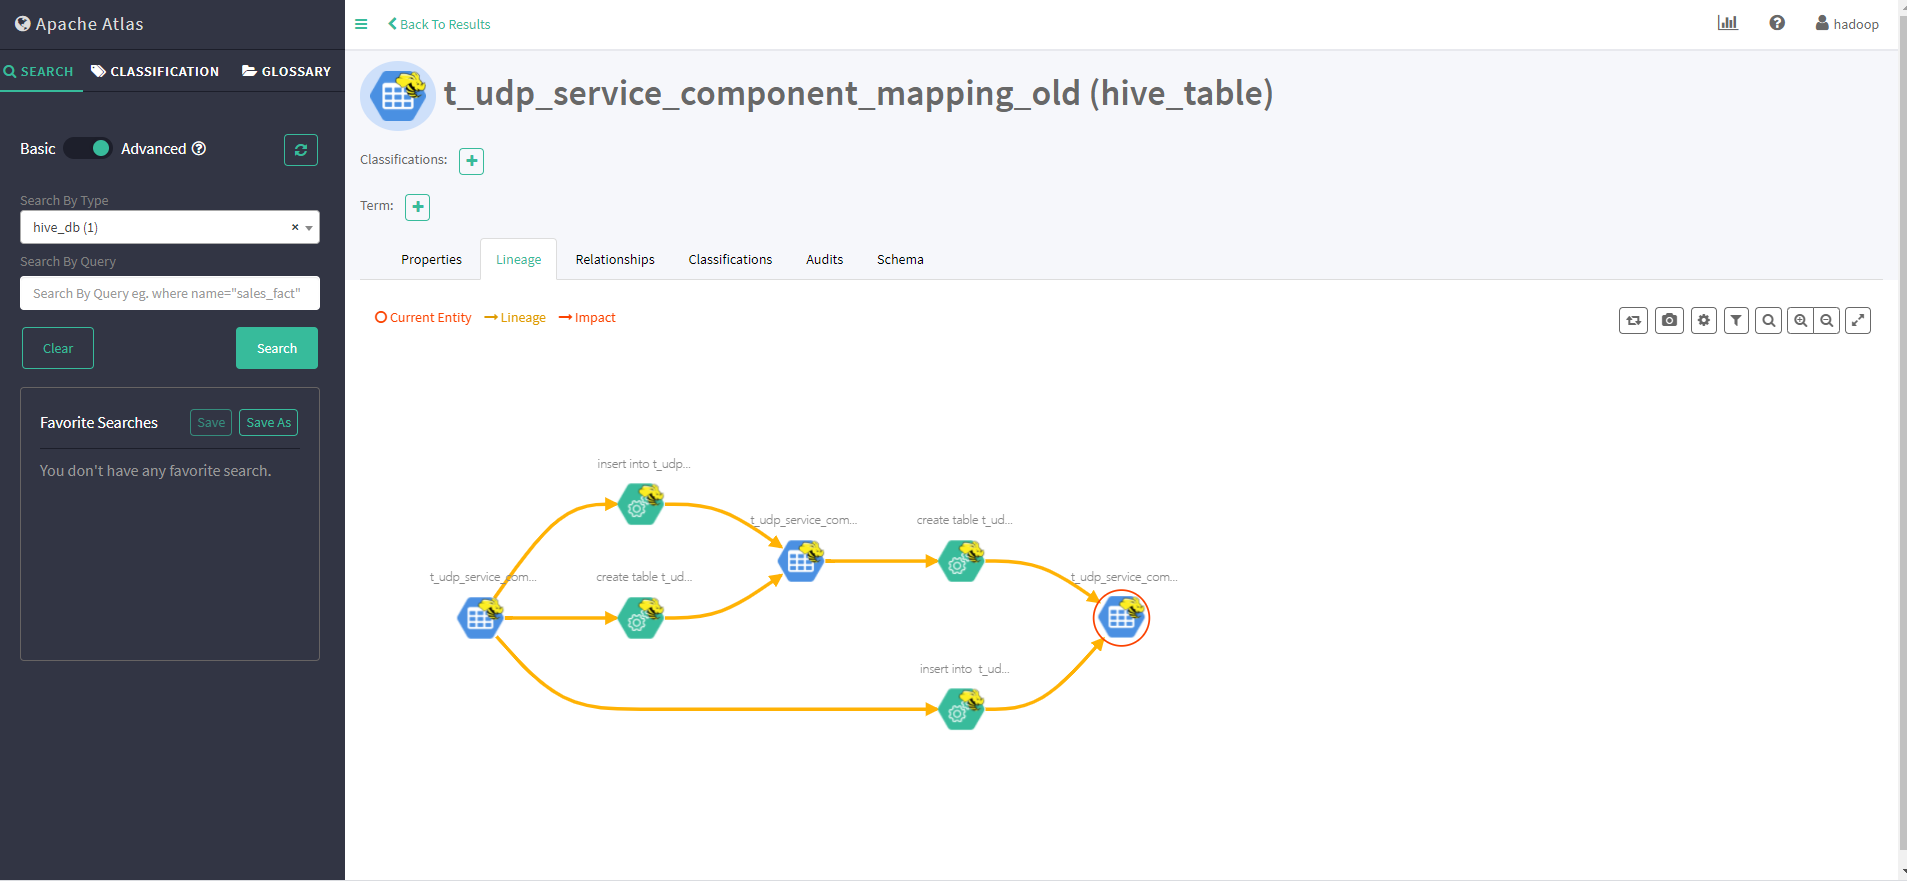 Apache Atlas
SEARCH CLASSIFICATION GLOSSARY
Basic Advanced
Search By Type
hive_db (1) ×
Search By Query
Search By Query eg. where name="sales_fact"
Clear Search
Favorite Searches Save Save As
You don't have any favorite search.
Back To Results hadoop
t_udp_service_component_mapping_old (hive_table)
Classifications: +
Term: +
Properties Lineage Relationships Classifications Audits Schema
Current Entity Lineage Impact
insert into t_udp...
t_udp_service_com... create table t_ud...
t_udp_service_com... create table t_ud... t_udp_service_com...
insert into t_ud...